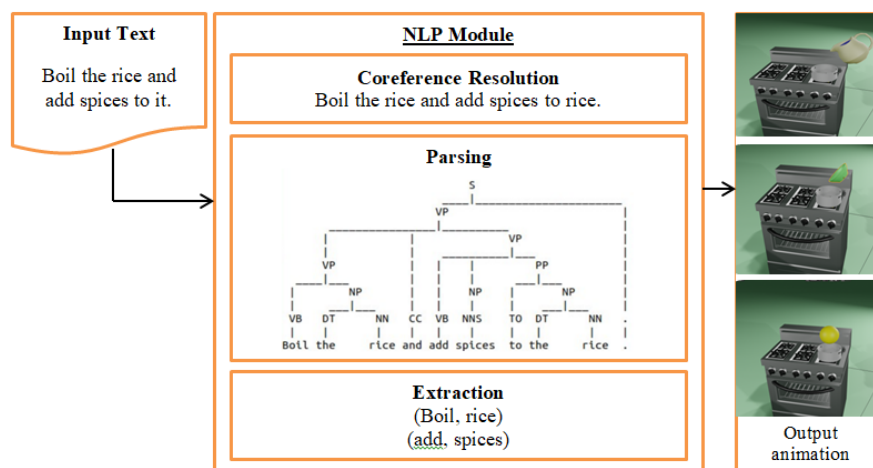 Input Text
Boil the rice and
add spices to it.
NLP Module
Coreference Resolution
Boil the rice and add spices to rice.
Parsing
S
VP
VP
VP PP
NP NP NP
VB DT NN CC VB NNS TO DT NN .
Boil the rice and add spices to the rice .
Extraction
(Boil, rice)
(add, spices)
Output
animation